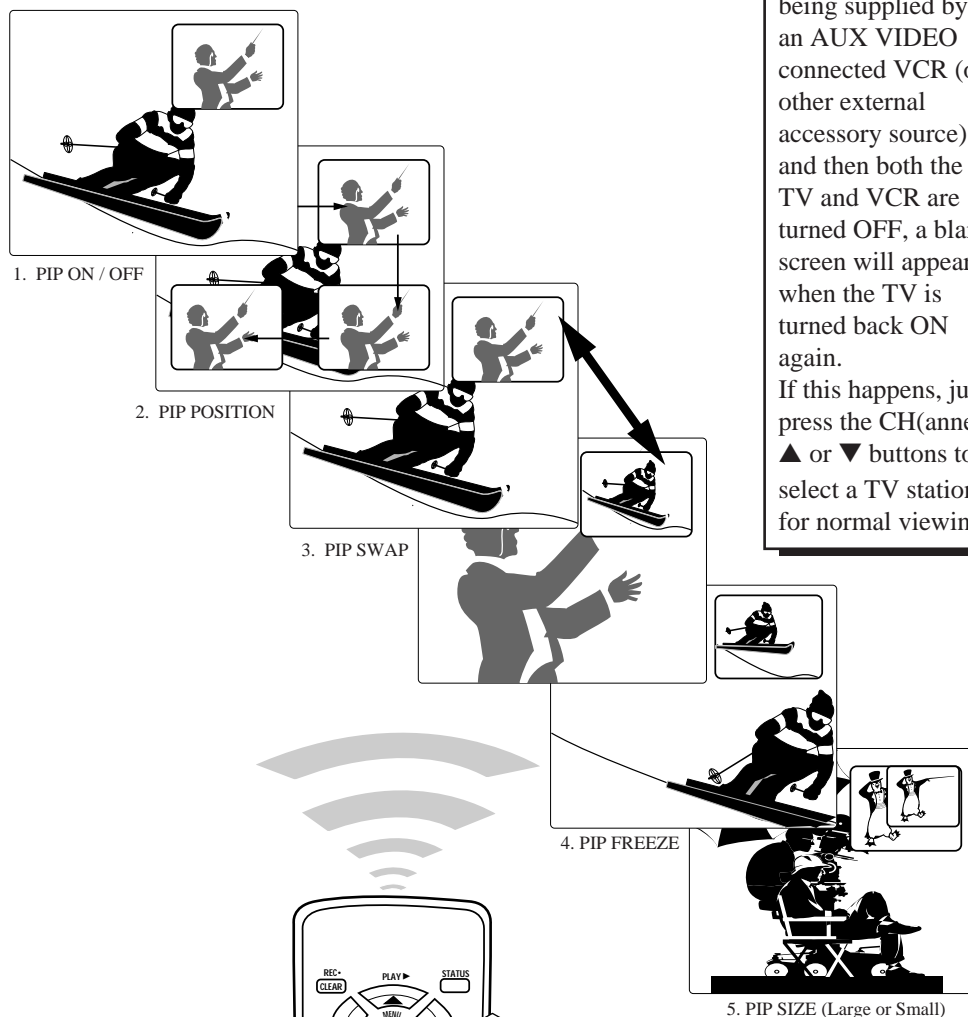 being supplied by
an AUX VIDEO
connected VCR (o
other external
accessory source)
and then both the
TV and VCR are
turned OFF, a bla
screen will appear
when the TV is
turned back ON
again.
If this happens, ju
press the CH(anne
▲ or ▼ buttons to
select a TV station
for normal viewin
1. PIP ON / OFF
2. PIP POSITION
3. PIP SWAP
4. PIP FREEZE
5. PIP SIZE (Large or Small)
REC• PLAY ▶ STATUS
CLEAR
MENU